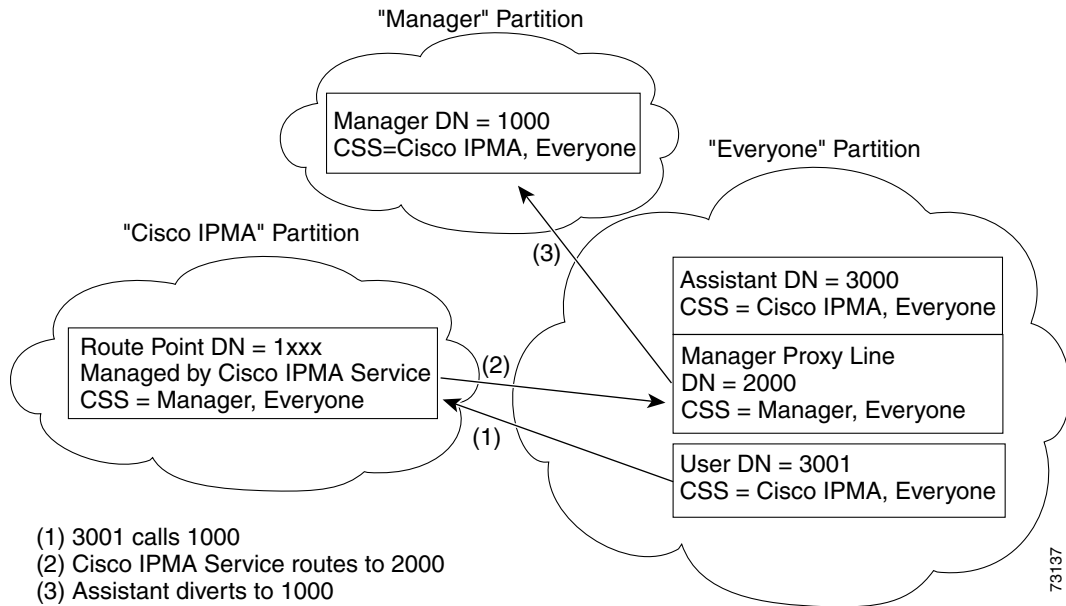 "Manager" Partition
Manager DN = 1000
CSS=Cisco IPMA, Everyone
"Everyone" Partition
"Cisco IPMA" Partition
(3)
Assistant DN = 3000
CSS = Cisco IPMA, Everyone
Route Point DN = 1xxx
Managed by Cisco IPMA Service
CSS = Manager, Everyone
(2)
Manager Proxy Line
DN = 2000
CSS = Manager, Everyone
(1)
User DN = 3001
CSS = Cisco IPMA, Everyone
(1) 3001 calls 1000
(2) Cisco IPMA Service routes to 2000
(3) Assistant diverts to 1000
73137